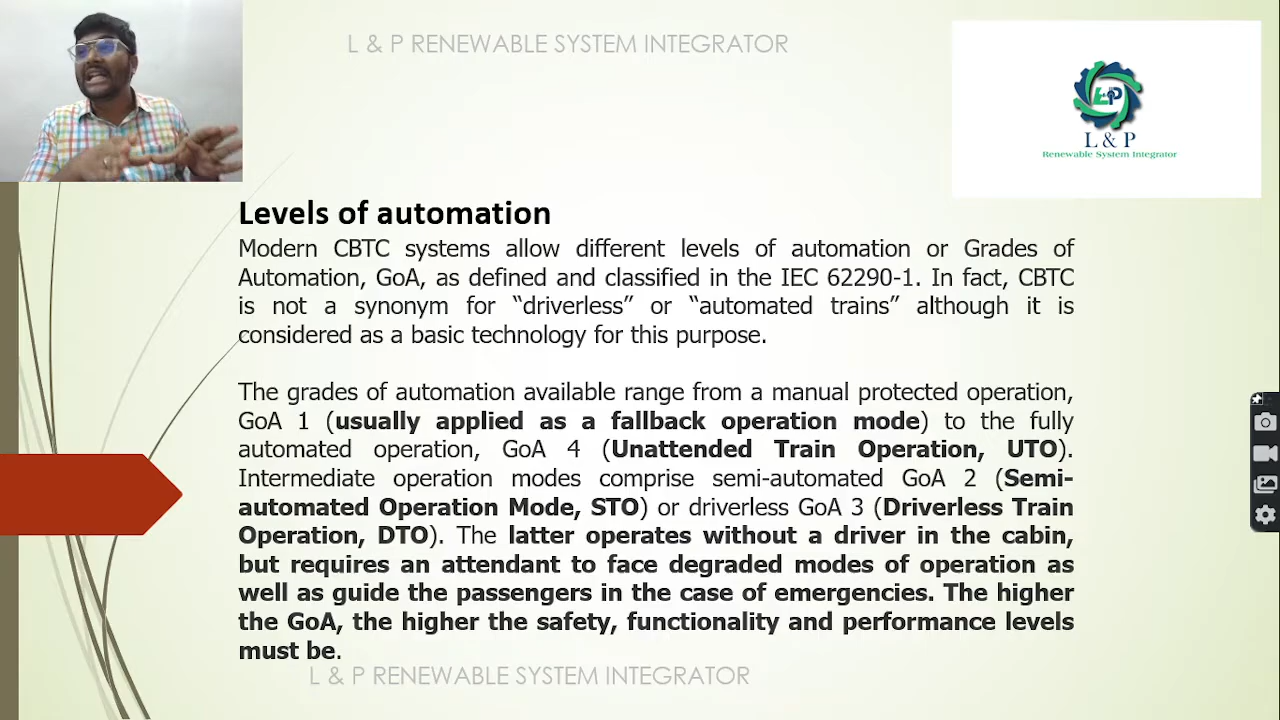 L & P RENEWABLE SYSTEM INTEGRATOR
L&P
L & P
Renewable System Integrator
Levels of automation
Modern CBTC systems allow different levels of automation or Grades of
Automation, GoA, as defined and classified in the IEC 62290-1. In fact, CBTC
is not a synonym for “driverless” or “automated trains” although it is
considered as a basic technology for this purpose.
The grades of automation available range from a manual protected operation,
GoA 1 (usually applied as a fallback operation mode) to the fully
automated operation, GoA 4 (Unattended Train Operation, UTO).
Intermediate operation modes comprise semi-automated GoA 2 (Semi-
automated Operation Mode, STO) or driverless GoA 3 (Driverless Train
Operation, DTO). The latter operates without a driver in the cabin,
but requires an attendant to face degraded modes of operation as
well as guide the passengers in the case of emergencies. The higher
the GoA, the higher the safety, functionality and performance levels
must be.
L & P RENEWABLE SYSTEM INTEGRATOR